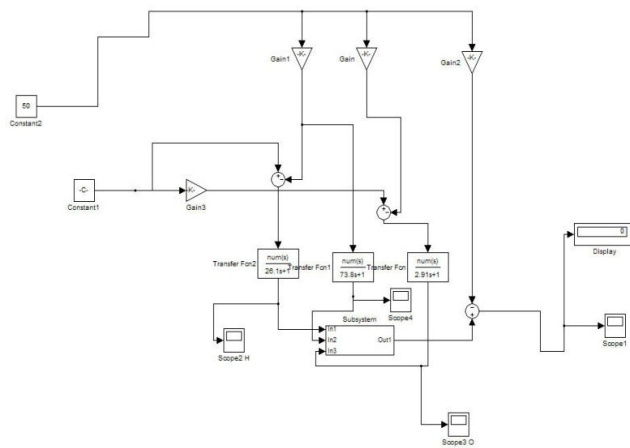 -K-
-K-
-K-
Gain1
Gain
Gain2
50
Constant2
-C-
Constant1
-K-
Gain3
+
-
+
-
0
Display
Transfer Fcn2
num(s)
26.1s+1
Transfer Fcn1
num(s)
73.8s+1
Transfer Fcn
num(s)
2.91s+1
Scope4
Subsystem
In1
In2
In3
Out1
-
+
Scope1
Scope2 H
Scope3 O